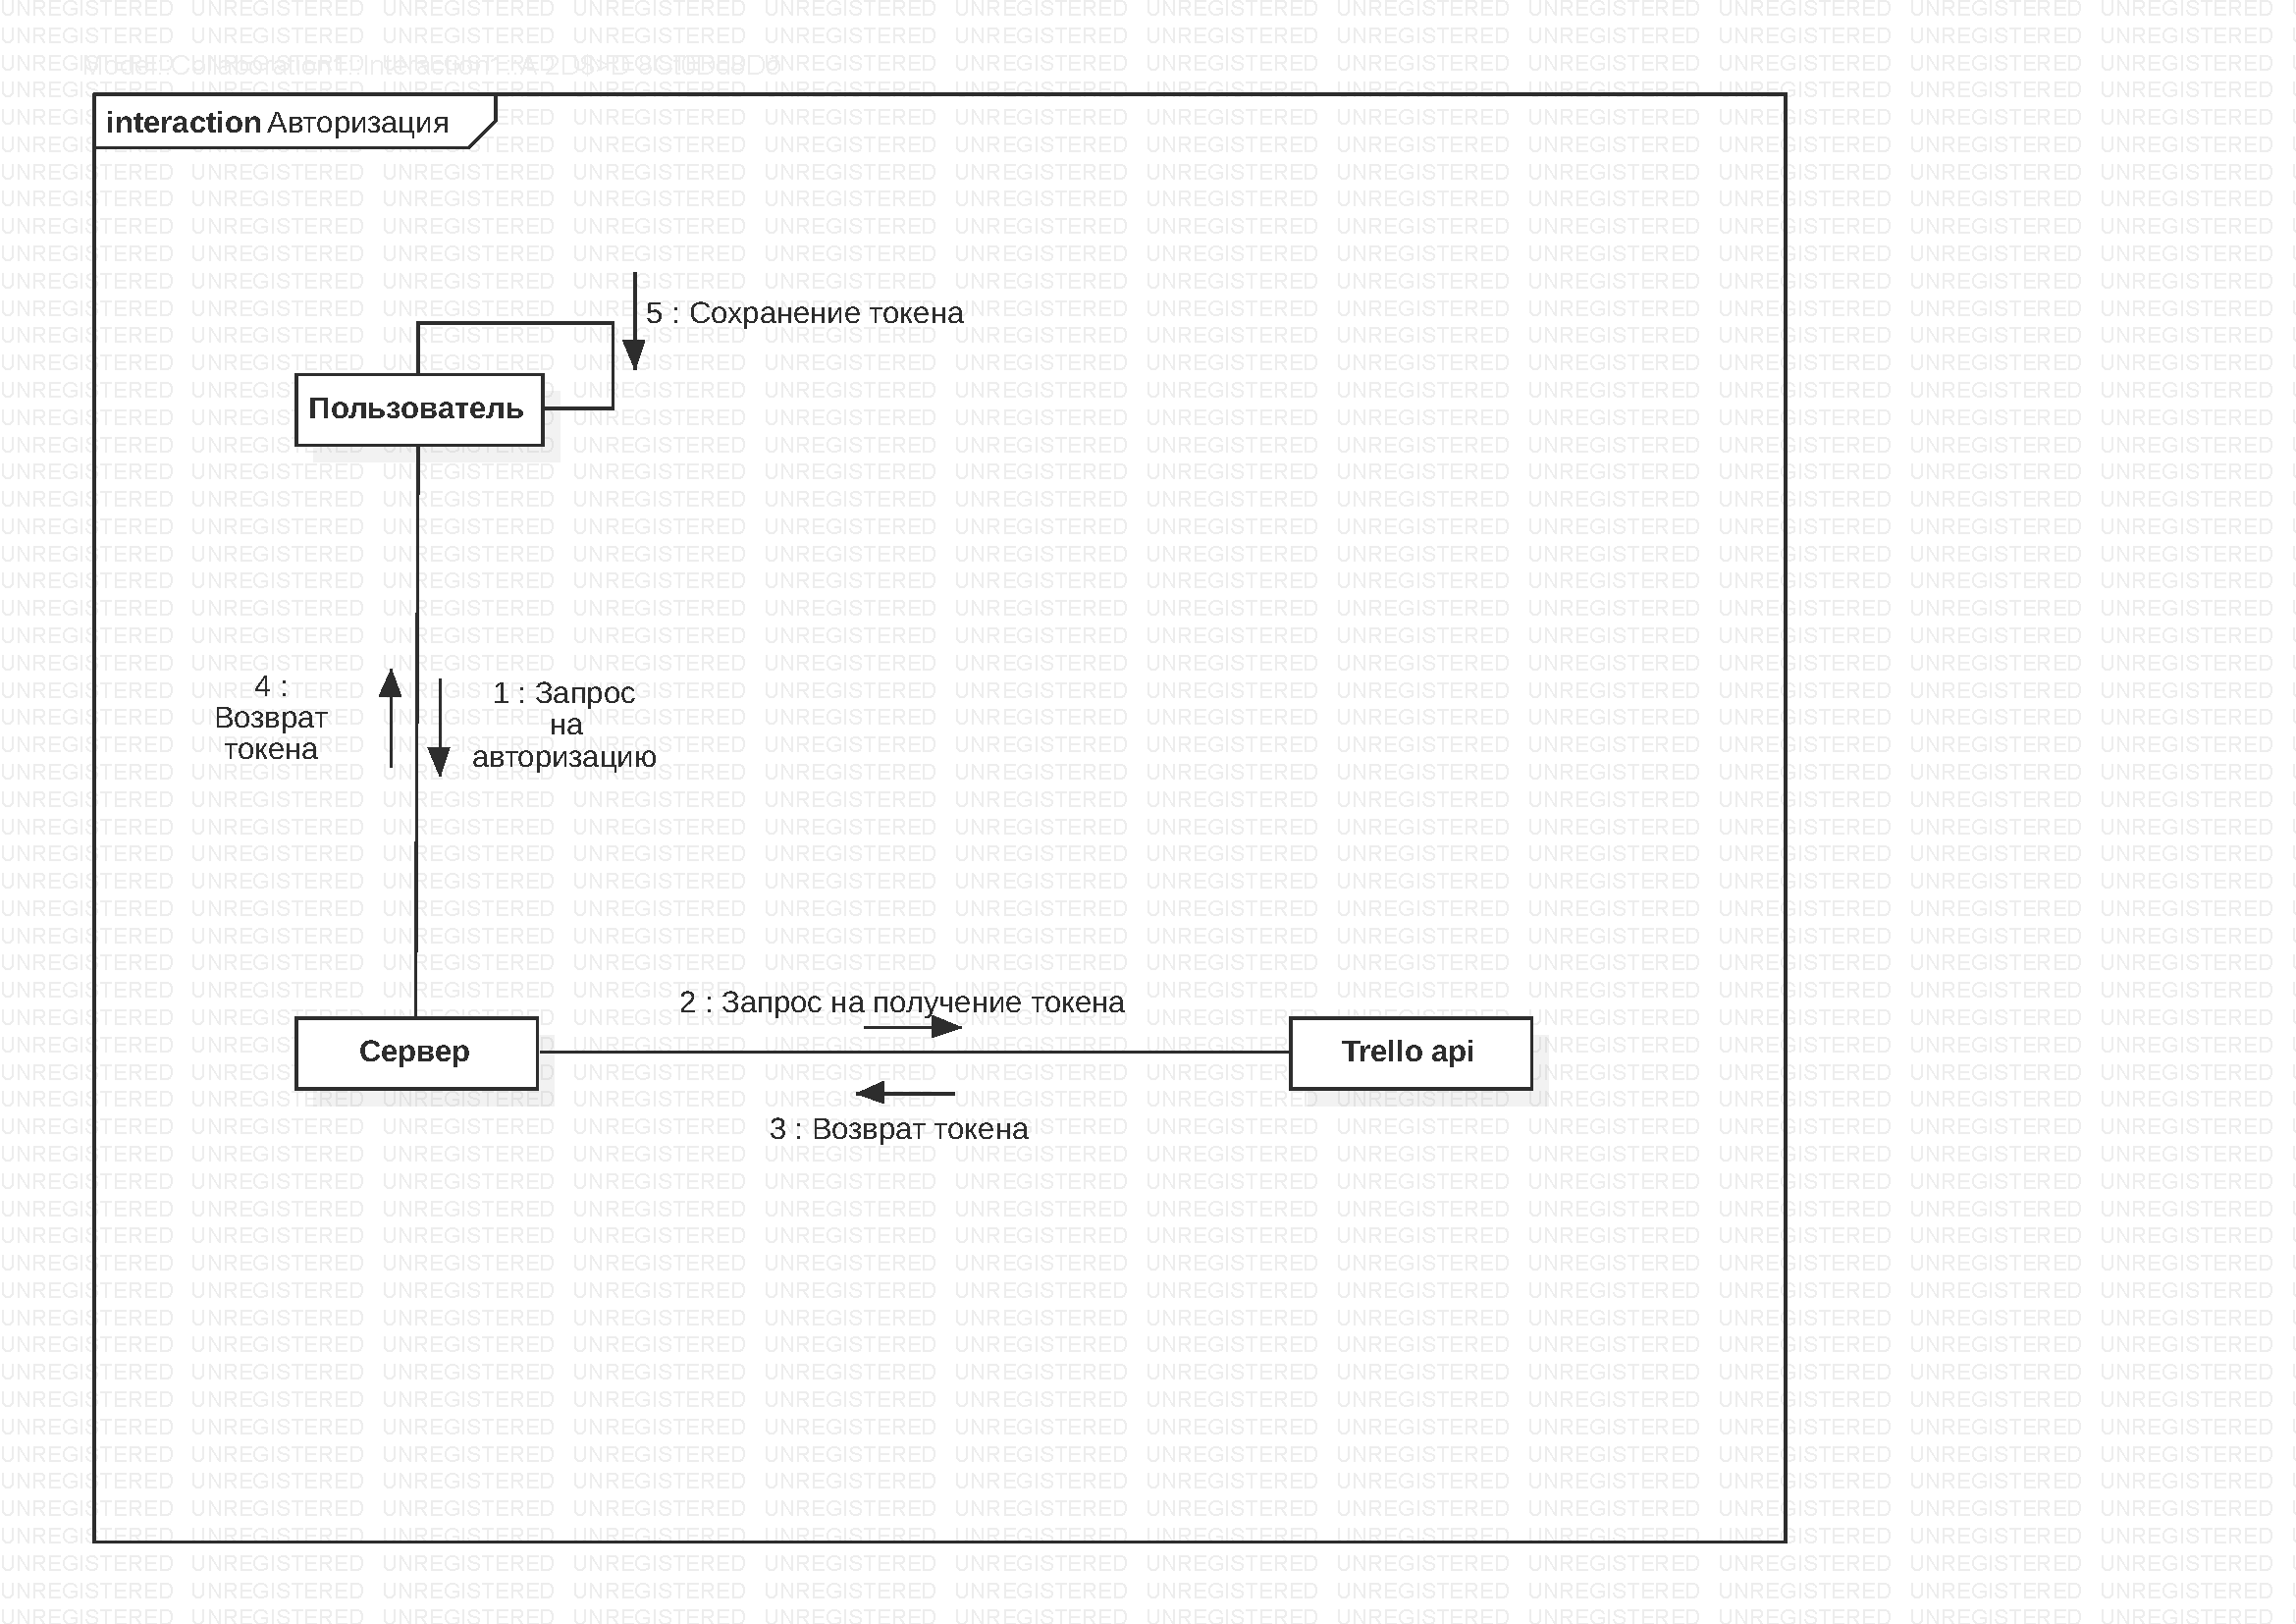 interaction Авторизация
5 : Сохранение токена
Пользователь
4 :
Возврат
токена
1 : Запрос
на
авторизацию
2 : Запрос на получение токена
Сервер
Trello api
3 : Возврат токена
UNREGISTERED